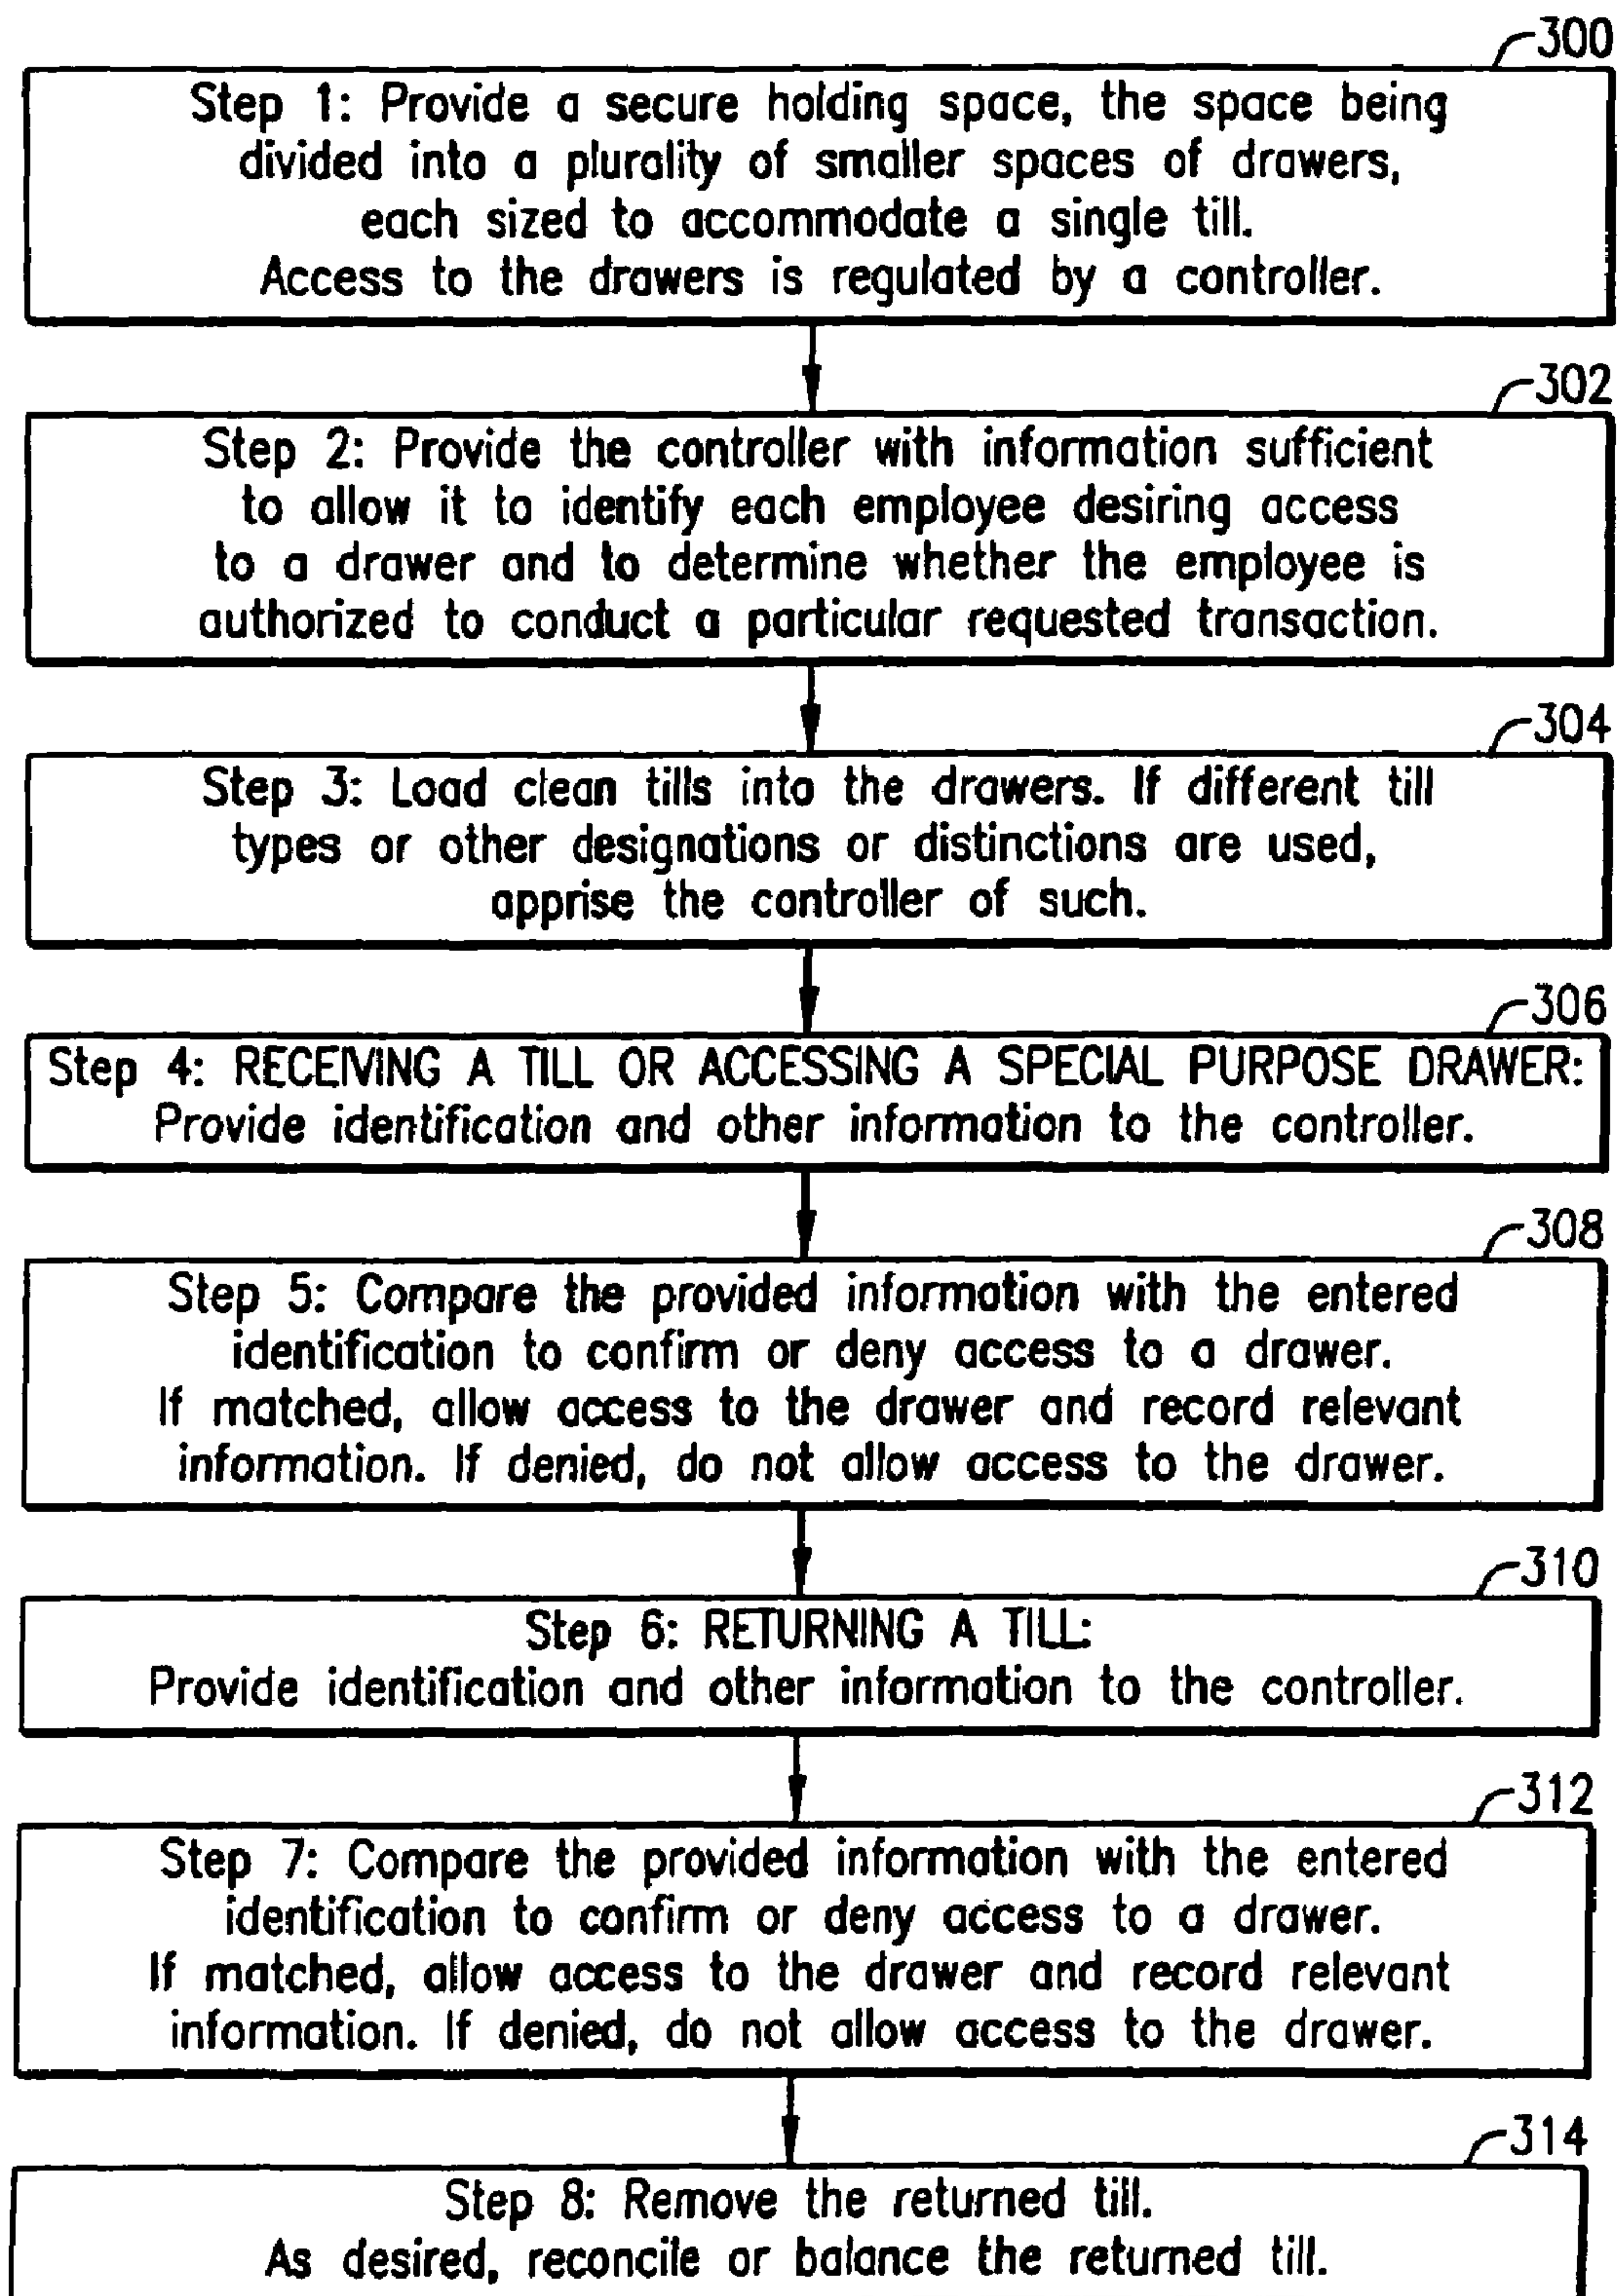 300
Step 1: Provide a secure holding space, the space being
divided into a plurality of smaller spaces of drawers,
each sized to accommodate a single till.
Access to the drawers is regulated by a controller.
302
Step 2: Provide the controller with information sufficient
to allow it to identify each employee desiring access
to a drawer and to determine whether the employee is
authorized to conduct a particular requested transaction.
304
Step 3: Load clean tills into the drawers. If different till
types or other designations or distinctions are used,
apprise the controller of such.
306
Step 4: RECEIVING A TILL OR ACCESSING A SPECIAL PURPOSE DRAWER:
Provide identification and other information to the controller.
308
Step 5: Compare the provided information with the entered
identification to confirm or deny access to a drawer.
If matched, allow access to the drawer and record relevant
information. If denied, do not allow access to the drawer.
310
Step 6: RETURNING A TILL:
Provide identification and other information to the controller.
312
Step 7: Compare the provided information with the entered
identification to confirm or deny access to a drawer.
If matched, allow access to the drawer and record relevant
information. If denied, do not allow access to the drawer.
314
Step 8: Remove the returned till.
As desired, reconcile or balance the returned till.